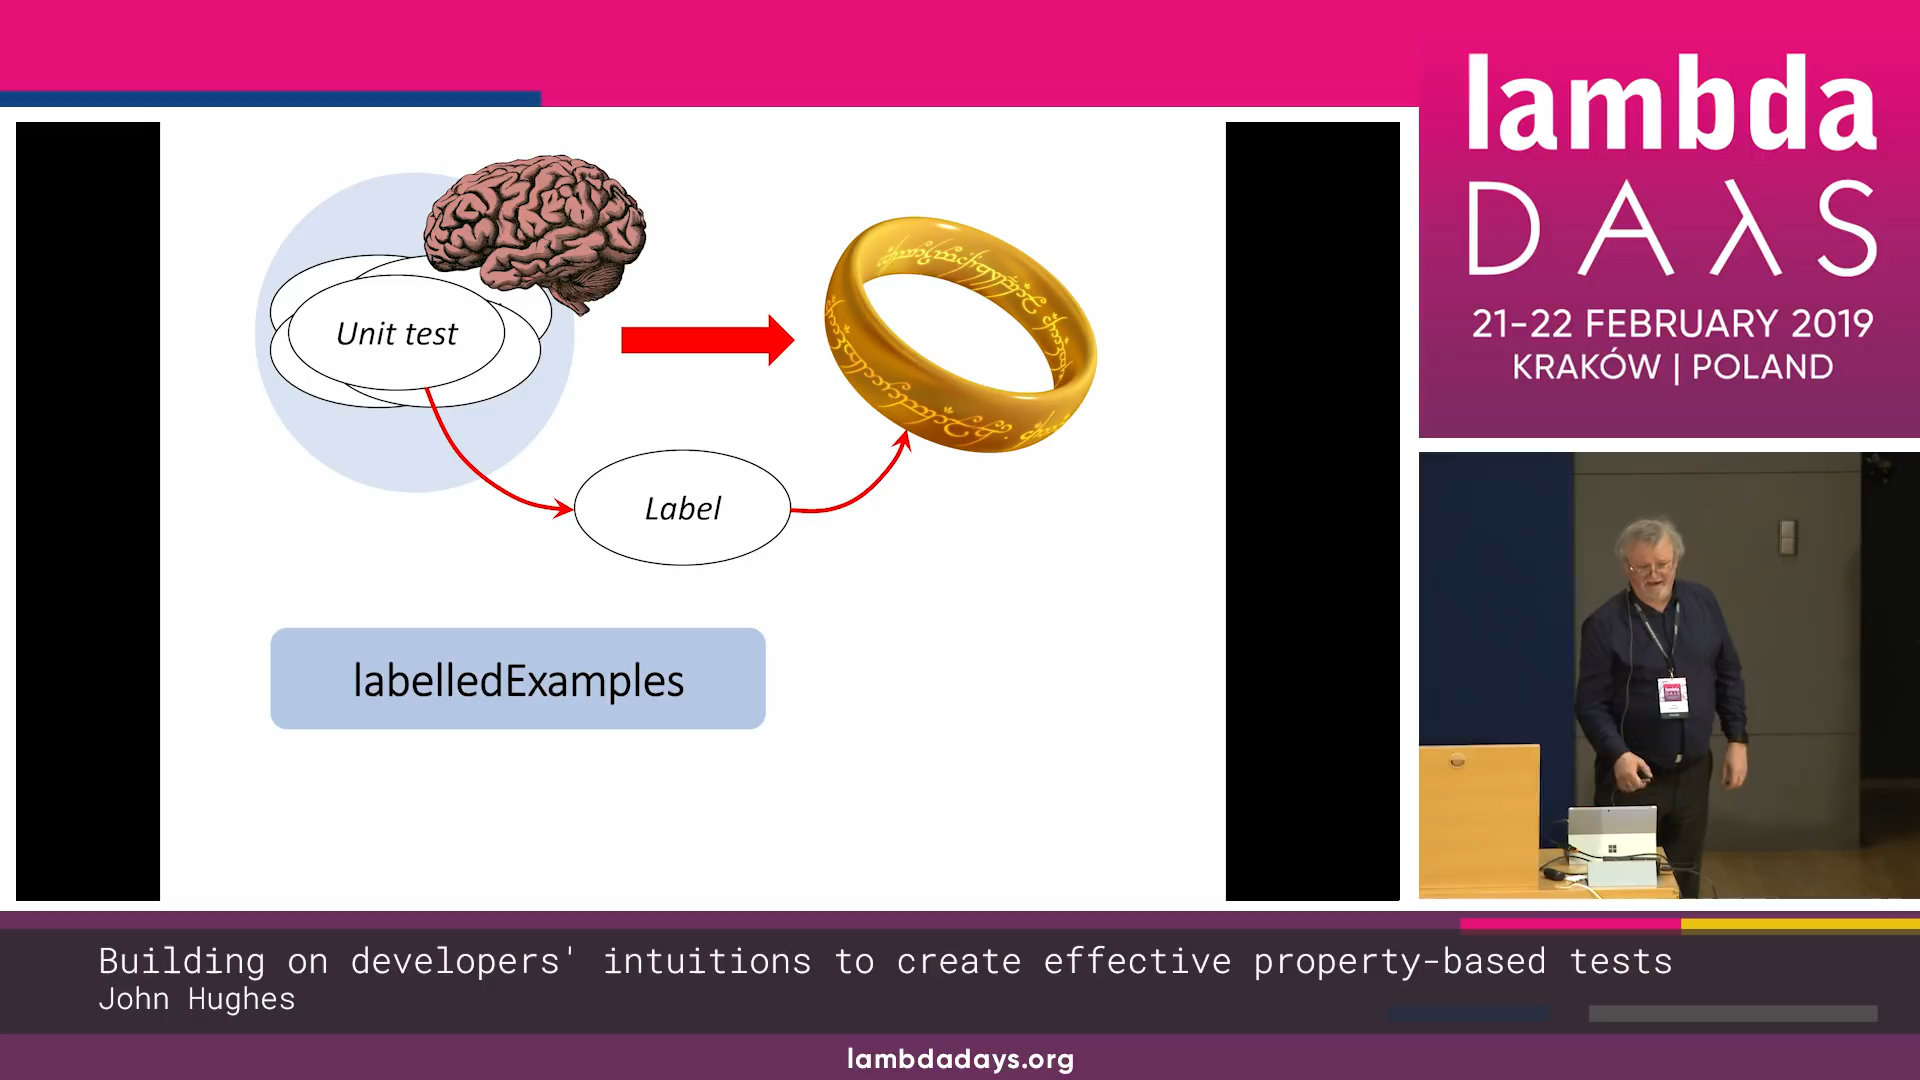 lambda
DAλS
21-22 FEBRUARY 2019
KRAKÓW | POLAND
Unit test
Label
labelledExamples
Building on developers' intuitions to create effective property-based tests
John Hughes
lambdadays.org